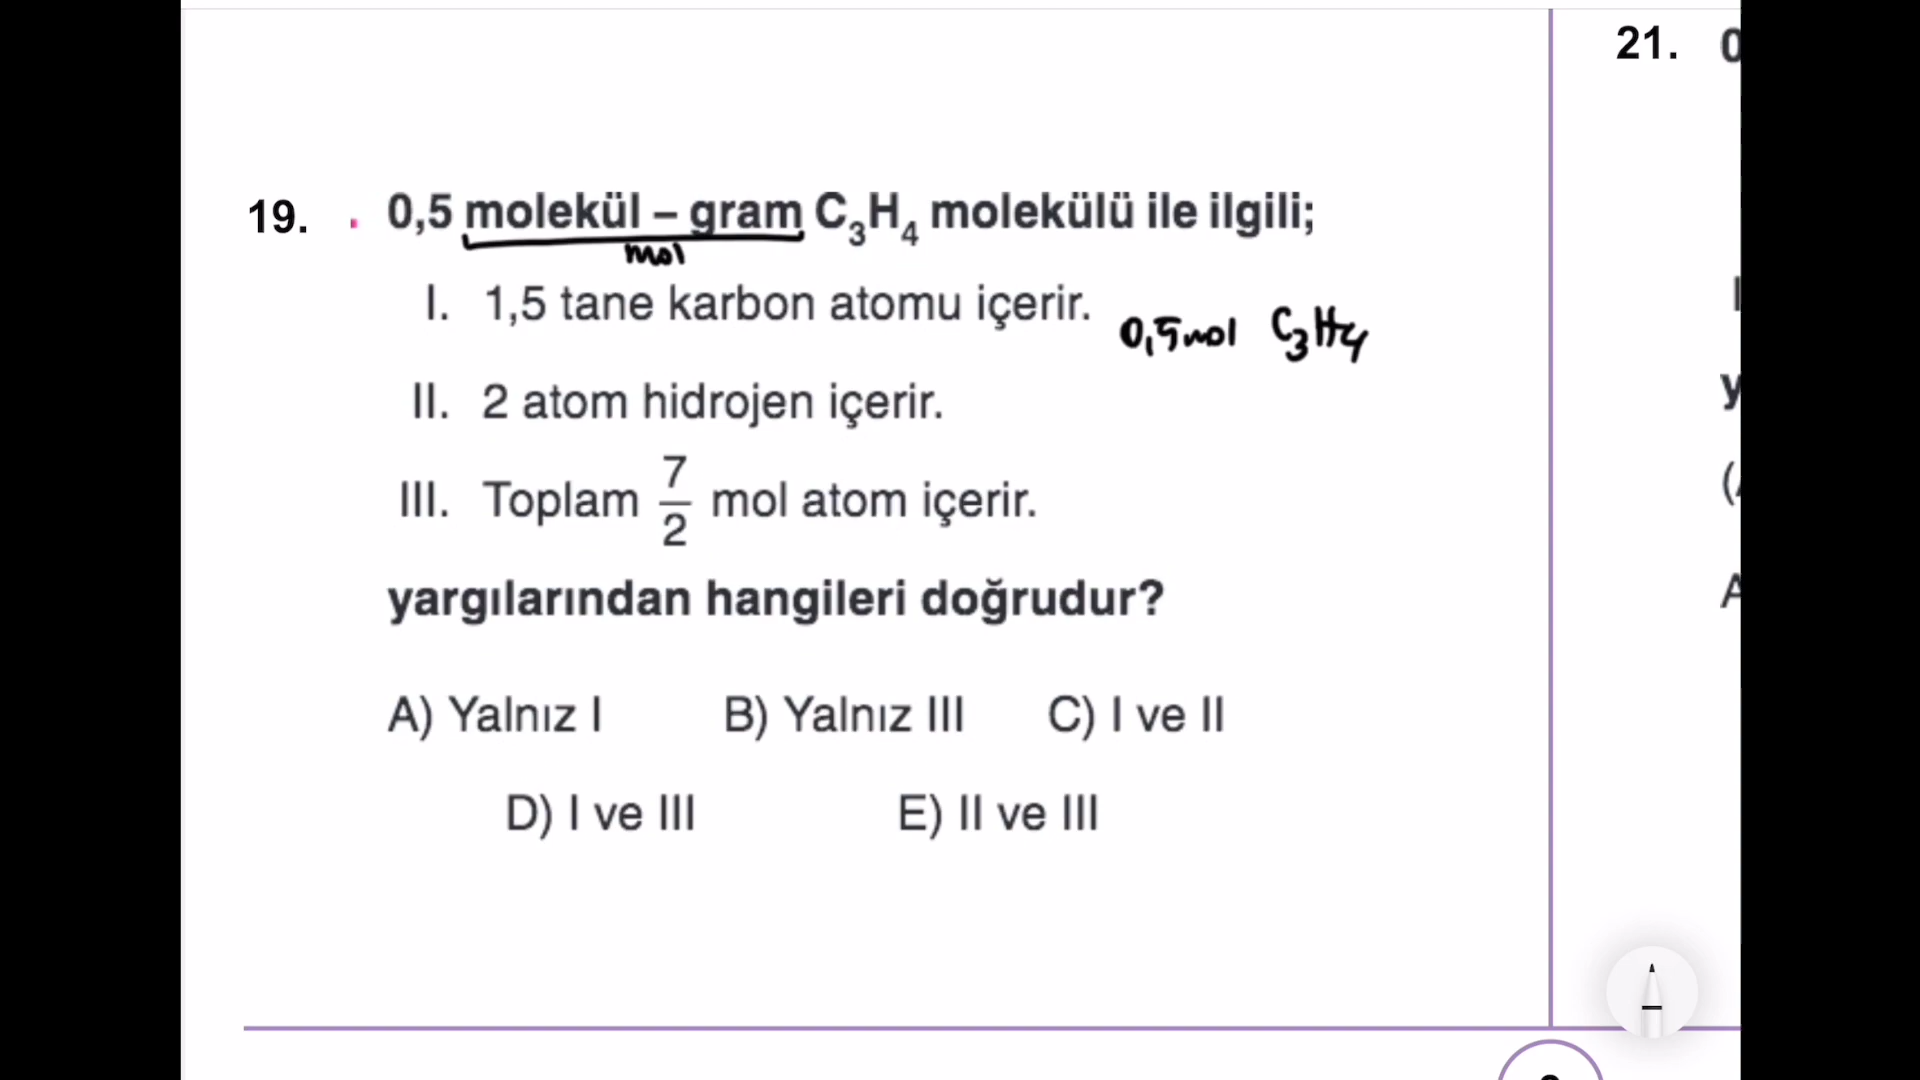 19. 0,5 molekül – gram C₃H₄ molekülü ile ilgili;
mol
I. 1,5 tane karbon atomu içerir.
0,5 mol C₃H₄
II. 2 atom hidrojen içerir.
III. Toplam 7/2 mol atom içerir.
yargılarından hangileri doğrudur?
A) Yalnız I B) Yalnız III C) I ve II
D) I ve III E) II ve III
21. 0
y
(
A